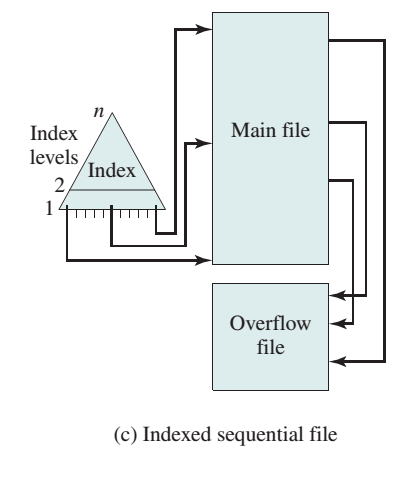 n
Index
levels
Index
2
1
Main file
Overflow
file
(c) Indexed sequential file